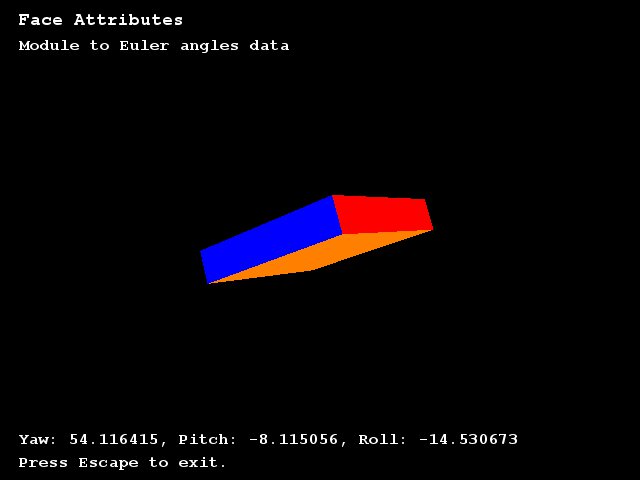 Face Attributes
Module to Euler angles data
Yaw: 54.116415, Pitch: -8.115056, Roll: -14.530673
Press Escape to exit.